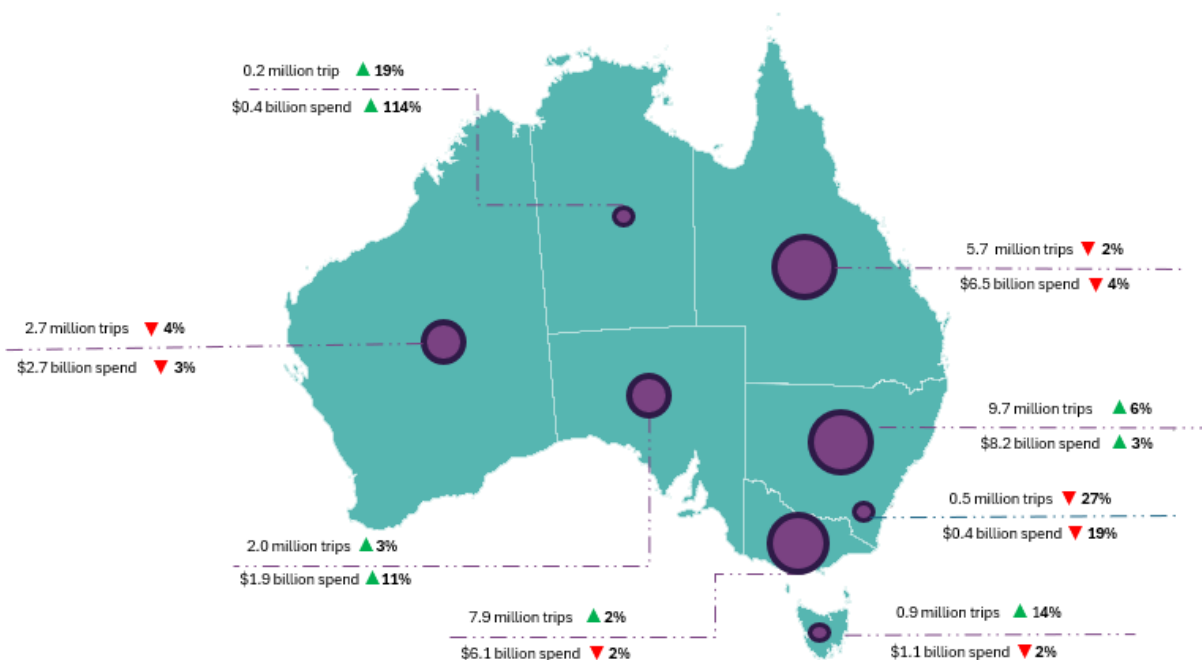 0.2 million trip ▲ 19%
$0.4 billion spend ▲ 114%
5.7 million trips ▼ 2%
$6.5 billion spend ▼ 4%
2.7 million trips ▼ 4%
$2.7 billion spend ▼ 3%
9.7 million trips ▲ 6%
$8.2 billion spend ▲ 3%
0.5 million trips ▼ 27%
$0.4 billion spend ▼ 19%
2.0 million trips ▲ 3%
$1.9 billion spend ▲ 11%
7.9 million trips ▲ 2%
$6.1 billion spend ▼ 2%
0.9 million trips ▲ 14%
$1.1 billion spend ▼ 2%